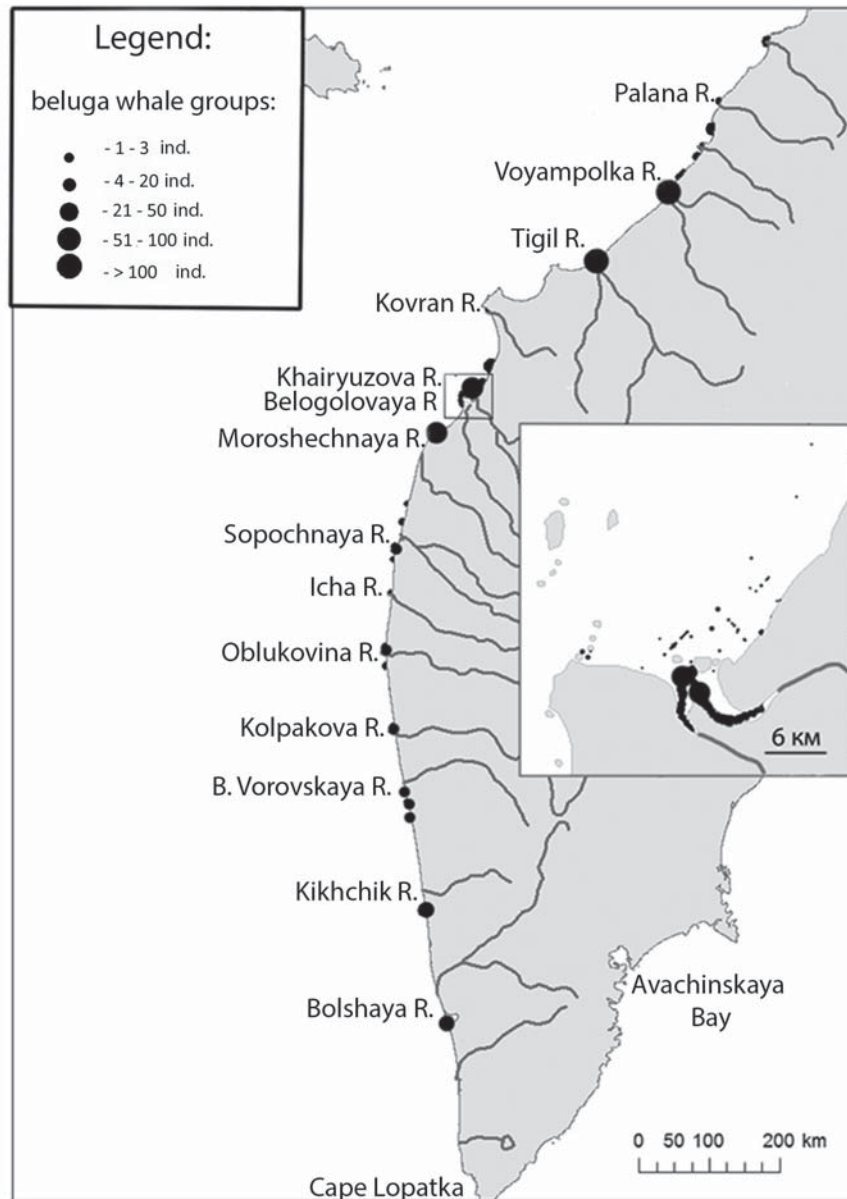 Legend:
beluga whale groups:
- 1 - 3 ind.
- 4 - 20 ind.
- 21 - 50 ind.
- 51 - 100 ind.
- > 100 ind.
Palana R.
Voyampolka R.
Tigil R.
Kovran R.
Khairyuzova R.
Belogolovaya R
Moroshechnaya R.
Sopochnaya R.
Icha R.
Oblukovina R.
Kolpakova R.
6 км
B. Vorovskaya R.
Kikhchik R.
Avachinskaya
Bay
Bolshaya R.
0 50 100 200 km
Cape Lopatka